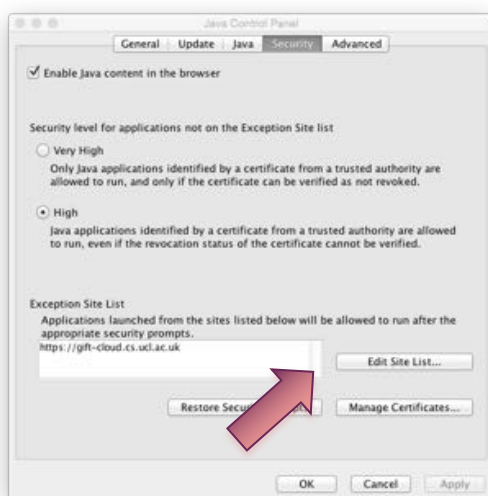 Java Control Panel
General Update Java Security Advanced
Enable Java content in the browser
Security level for applications not on the Exception Site list
Very High
Only Java applications identified by a certificate from a trusted authority are
allowed to run, and only if the certificate can be verified as not revoked.
High
Java applications identified by a certificate from a trusted authority are allowed
to run, even if the revocation status of the certificate cannot be verified.
Exception Site List
Applications launched from the sites listed below will be allowed to run after the
appropriate security prompts.
https://gift-cloud.cs.ucl.ac.uk
Edit Site List...
Restore Manage Certificates...
OK Cancel Apply